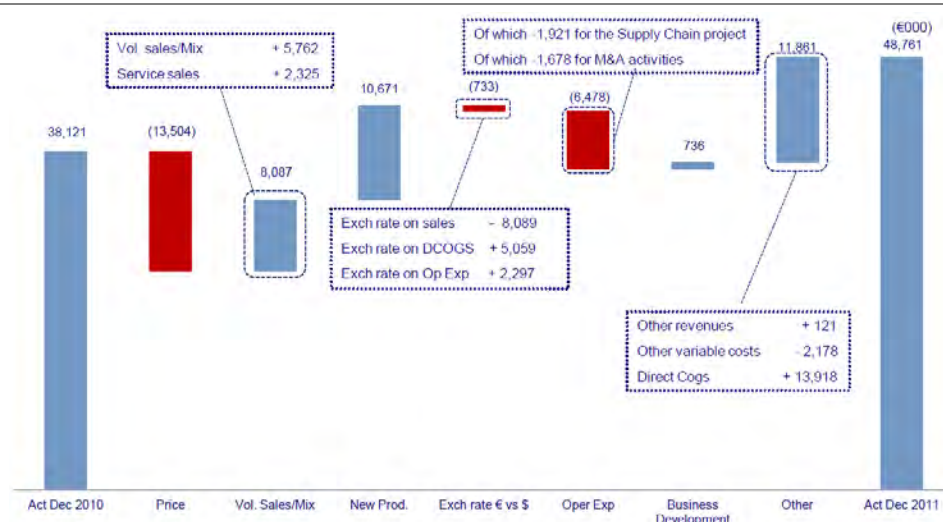 Of which -1,921 for the Supply Chain project
Of which -1,678 for M&A activities
(€000)
Vol. sales/Mix + 5,762
Service sales + 2,325
38,121
(13,504)
8,087
10,671
(733)
(6,478)
736
11,861
48,761
Exch rate on sales - 8,089
Exch rate on DCOGS + 5,059
Exch rate on Op Exp + 2,297
Other revenues + 121
Other variable costs - 2,178
Direct Cogs + 13,918
Act Dec 2010
Price
Vol. Sales/Mix
New Prod.
Exch rate € vs $
Oper Exp
Business
Development
Other
Act Dec 2011